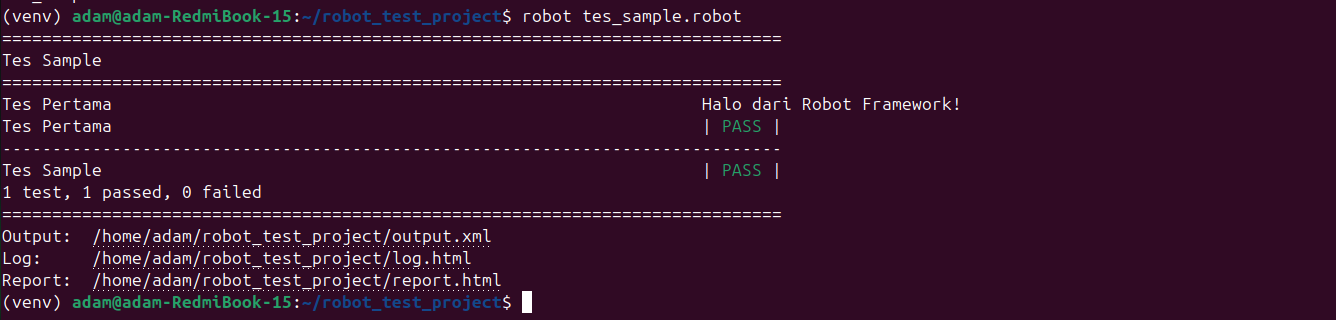 (venv) adam@adam-RedmiBook-15:~/robot_test_project$ robot tes_sample.robot
==============================================================================
Tes Sample
==============================================================================
Tes Pertama                                                           Halo dari Robot Framework!
Tes Pertama                                                           | PASS |
------------------------------------------------------------------------------
Tes Sample                                                            | PASS |
1 test, 1 passed, 0 failed
==============================================================================
Output:  /home/adam/robot_test_project/output.xml
Log:     /home/adam/robot_test_project/log.html
Report:  /home/adam/robot_test_project/report.html
(venv) adam@adam-RedmiBook-15:~/robot_test_project$